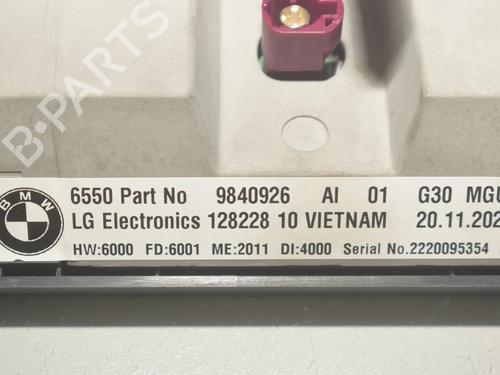 B-PARTS
BMW
6550 Part No 9840926 AI 01 G30 MGU
LG Electronics 128228 10 VIETNAM 20.11.202
HW:6000 FD:6001 ME:2011 DI:4000 Serial No.2220095354